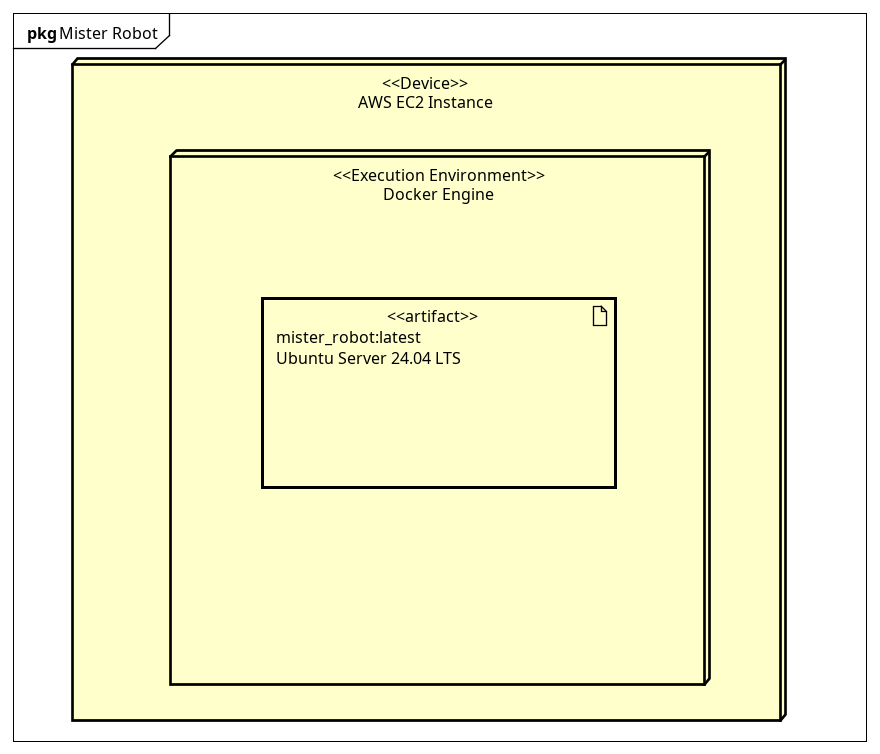 pkg Mister Robot
<<Device>>
AWS EC2 Instance
<<Execution Environment>>
Docker Engine
<<artifact>>
mister_robot:latest
Ubuntu Server 24.04 LTS